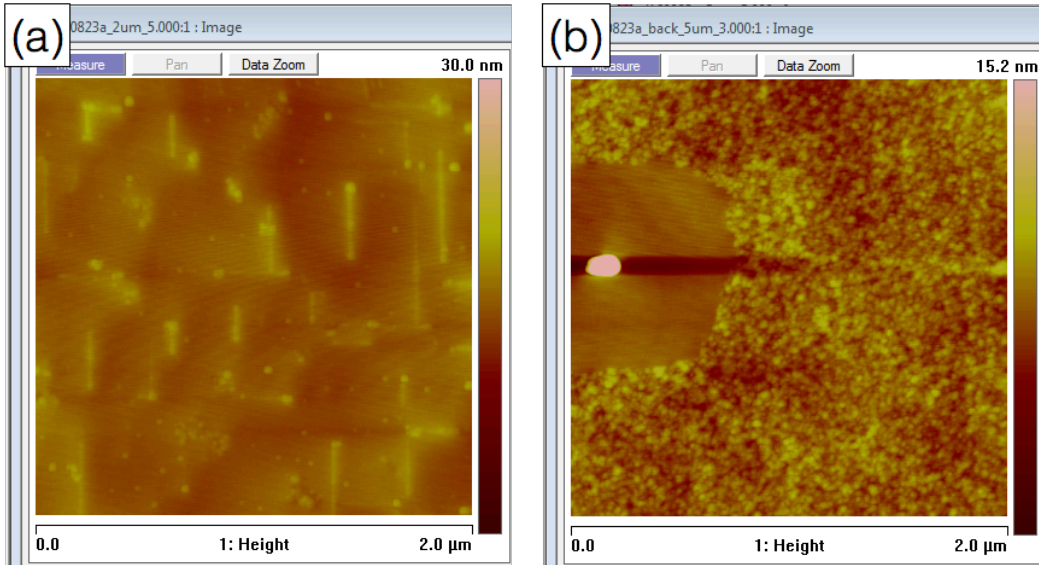 (a)
0823a_2um_5.000:1 : Image
Measure Pan Data Zoom 30.0 nm
0.0 1: Height 2.0 µm
(b)
0823a_back_5um_3.000:1 : Image
Measure Pan Data Zoom 15.2 nm
0.0 1: Height 2.0 µm